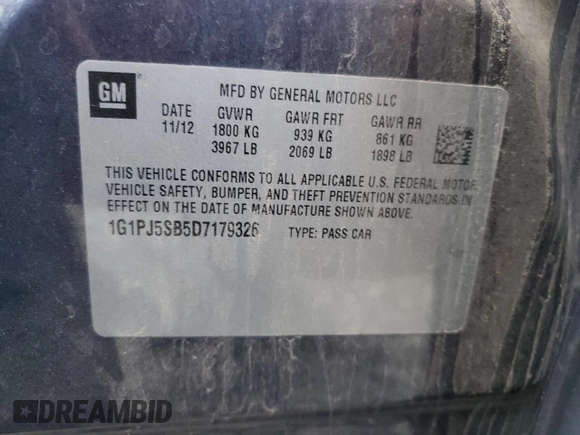 GM
MFD BY GENERAL MOTORS LLC
DATE GVWR GAWR FRT GAWR RR
11/12 1800 KG 939 KG 861 KG
3967 LB 2069 LB 1898 LB
THIS VEHICLE CONFORMS TO ALL APPLICABLE U.S. FEDERAL MOTOR
VEHICLE SAFETY, BUMPER, AND THEFT PREVENTION STANDARDS IN
EFFECT ON THE DATE OF MANUFACTURE SHOWN ABOVE.
1G1PJ5SB5D7179326 TYPE: PASS CAR
DREAMBID